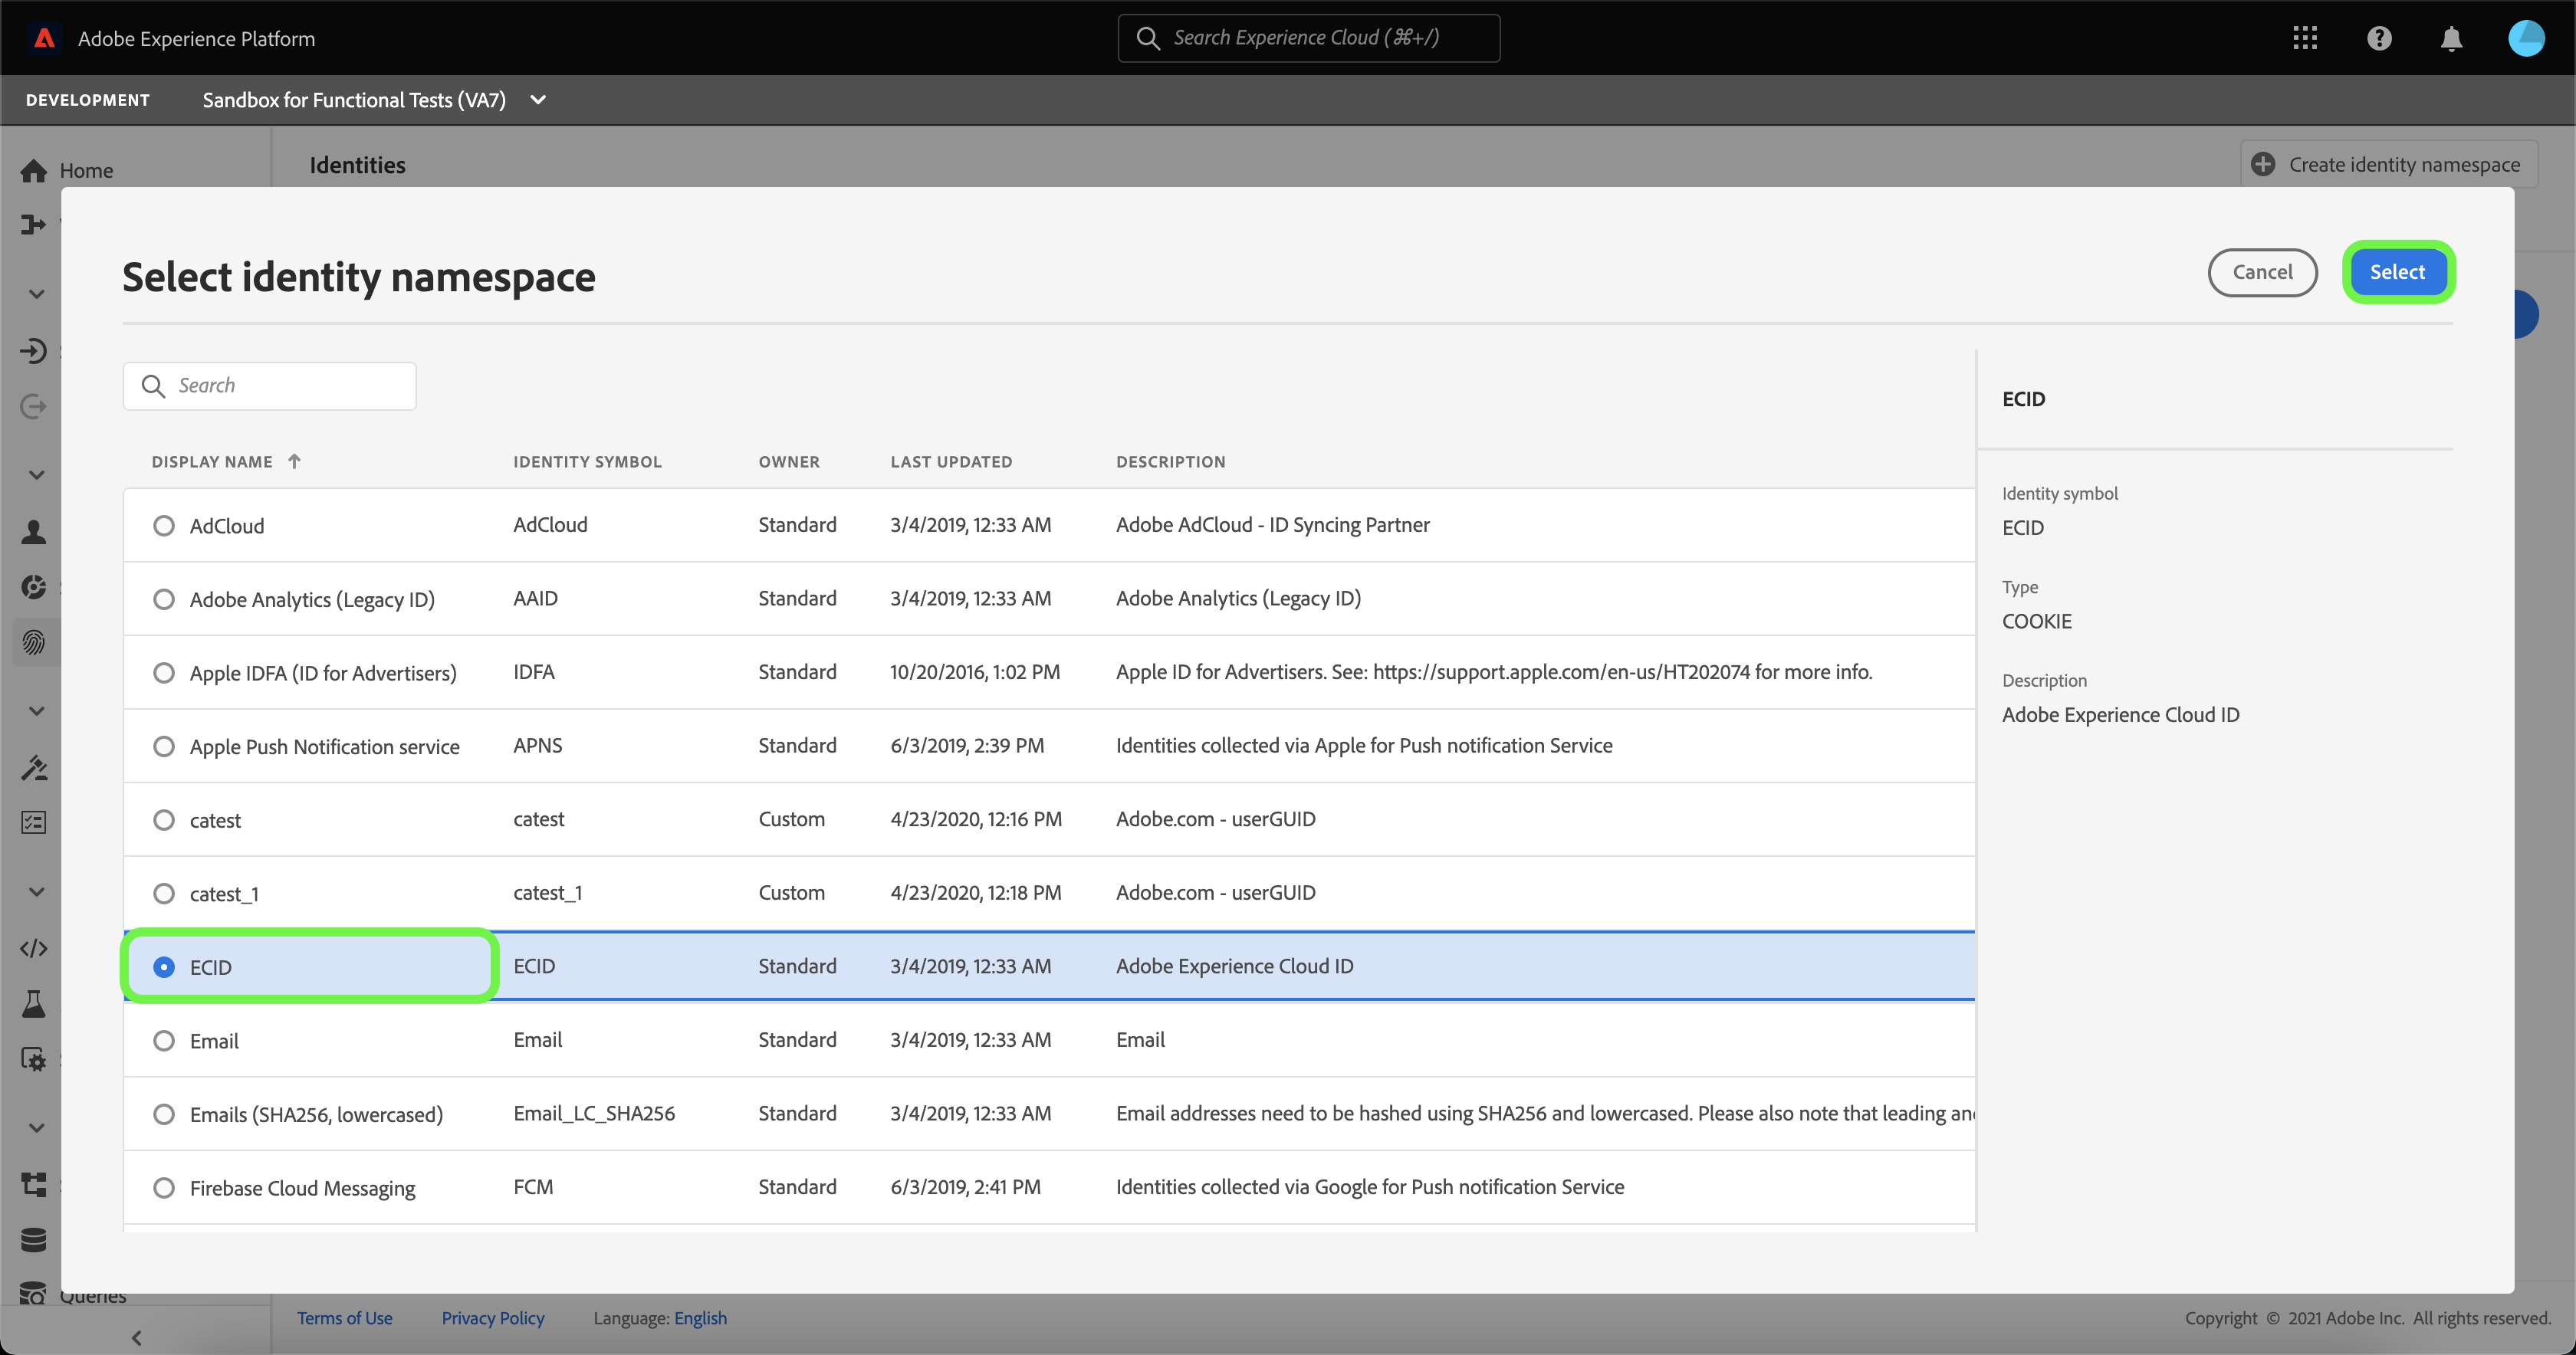 Adobe Experience Platform
Search Experience Cloud (⌘+/)
DEVELOPMENT
Sandbox for Functional Tests (VA7)
Home
Identities
Create identity namespace
Select identity namespace
Cancel
Select
Search
ECID
DISPLAY NAME IDENTITY SYMBOL OWNER LAST UPDATED DESCRIPTION
AdCloud AdCloud Standard 3/4/2019, 12:33 AM Adobe AdCloud - ID Syncing Partner
Adobe Analytics (Legacy ID) AAID Standard 3/4/2019, 12:33 AM Adobe Analytics (Legacy ID)
Apple IDFA (ID for Advertisers) IDFA Standard 10/20/2016, 1:02 PM Apple ID for Advertisers. See: https://support.apple.com/en-us/HT202074 for more info.
Apple Push Notification service APNS Standard 6/3/2019, 2:39 PM Identities collected via Apple for Push notification Service
catest catest Custom 4/23/2020, 12:16 PM Adobe.com - userGUID
catest_1 catest_1 Custom 4/23/2020, 12:18 PM Adobe.com - userGUID
ECID ECID Standard 3/4/2019, 12:33 AM Adobe Experience Cloud ID
Email Email Standard 3/4/2019, 12:33 AM Email
Emails (SHA256, lowercased) Email_LC_SHA256 Standard 3/4/2019, 12:33 AM Email addresses need to be hashed using SHA256 and lowercased. Please also note that leading an
Firebase Cloud Messaging FCM Standard 6/3/2019, 2:41 PM Identities collected via Google for Push notification Service
Identity symbol
ECID
Type
COOKIE
Description
Adobe Experience Cloud ID
Queries
Terms of Use
Privacy Policy
Language: English
Copyright © 2021 Adobe Inc. All rights reserved.